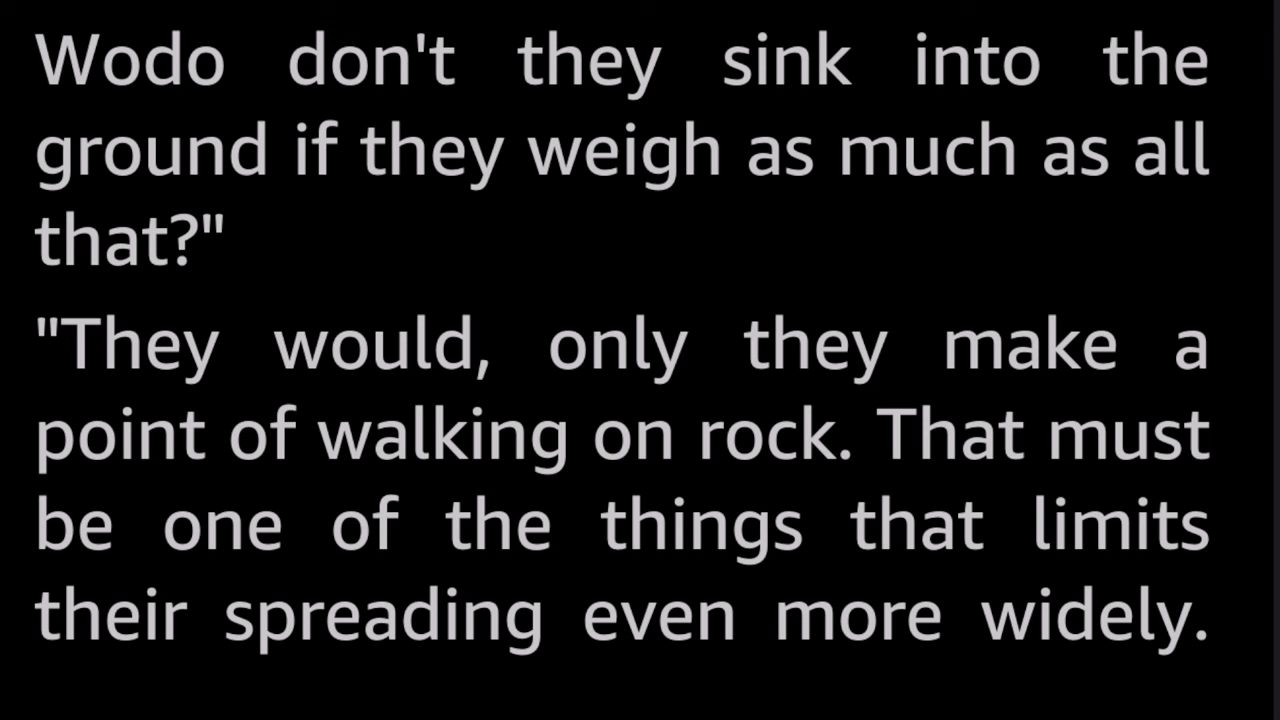 Wodo don't they sink into the
ground if they weigh as much as all
that?"
"They would, only they make a
point of walking on rock. That must
be one of the things that limits
their spreading even more widely.